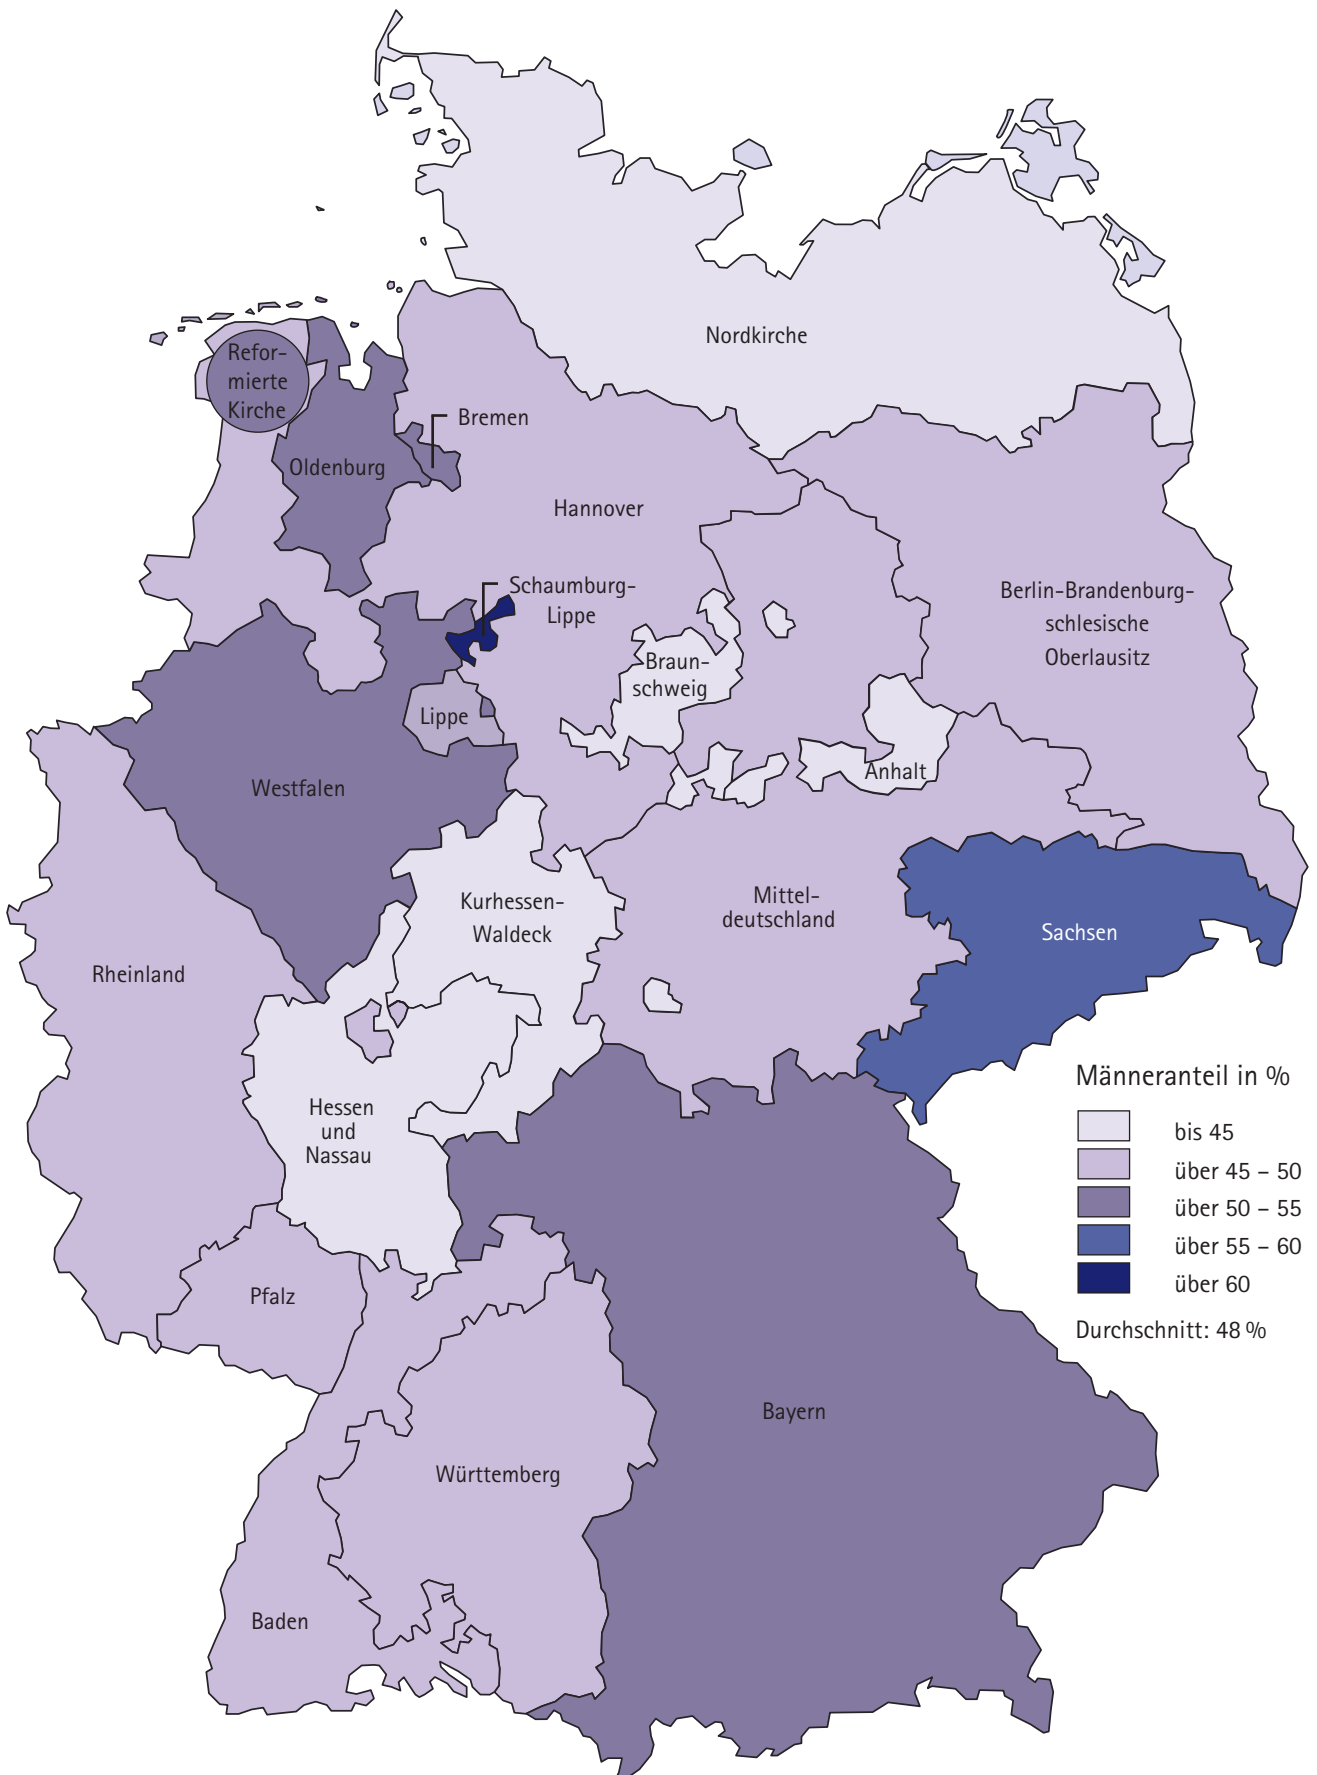 Nordkirche
Refor-
mierte
Kirche
Bremen
Oldenburg
Hannover
Schaumburg-
Lippe
Berlin-Brandenburg-
schlesische
Oberlausitz
Braun-
schweig
Lippe
Anhalt
Westfalen
Kurhessen-
Waldeck
Mittel-
deutschland
Sachsen
Rheinland
Hessen
und
Nassau
Pfalz
Bayern
Württemberg
Baden
Männeranteil in %
bis 45
über 45 – 50
über 50 – 55
über 55 – 60
über 60
Durchschnitt: 48 %